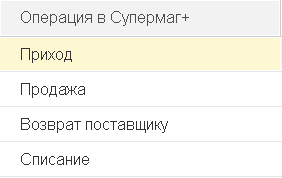 Операция в Супермаг+
Приход
Продажа
Возврат поставщику
Списание